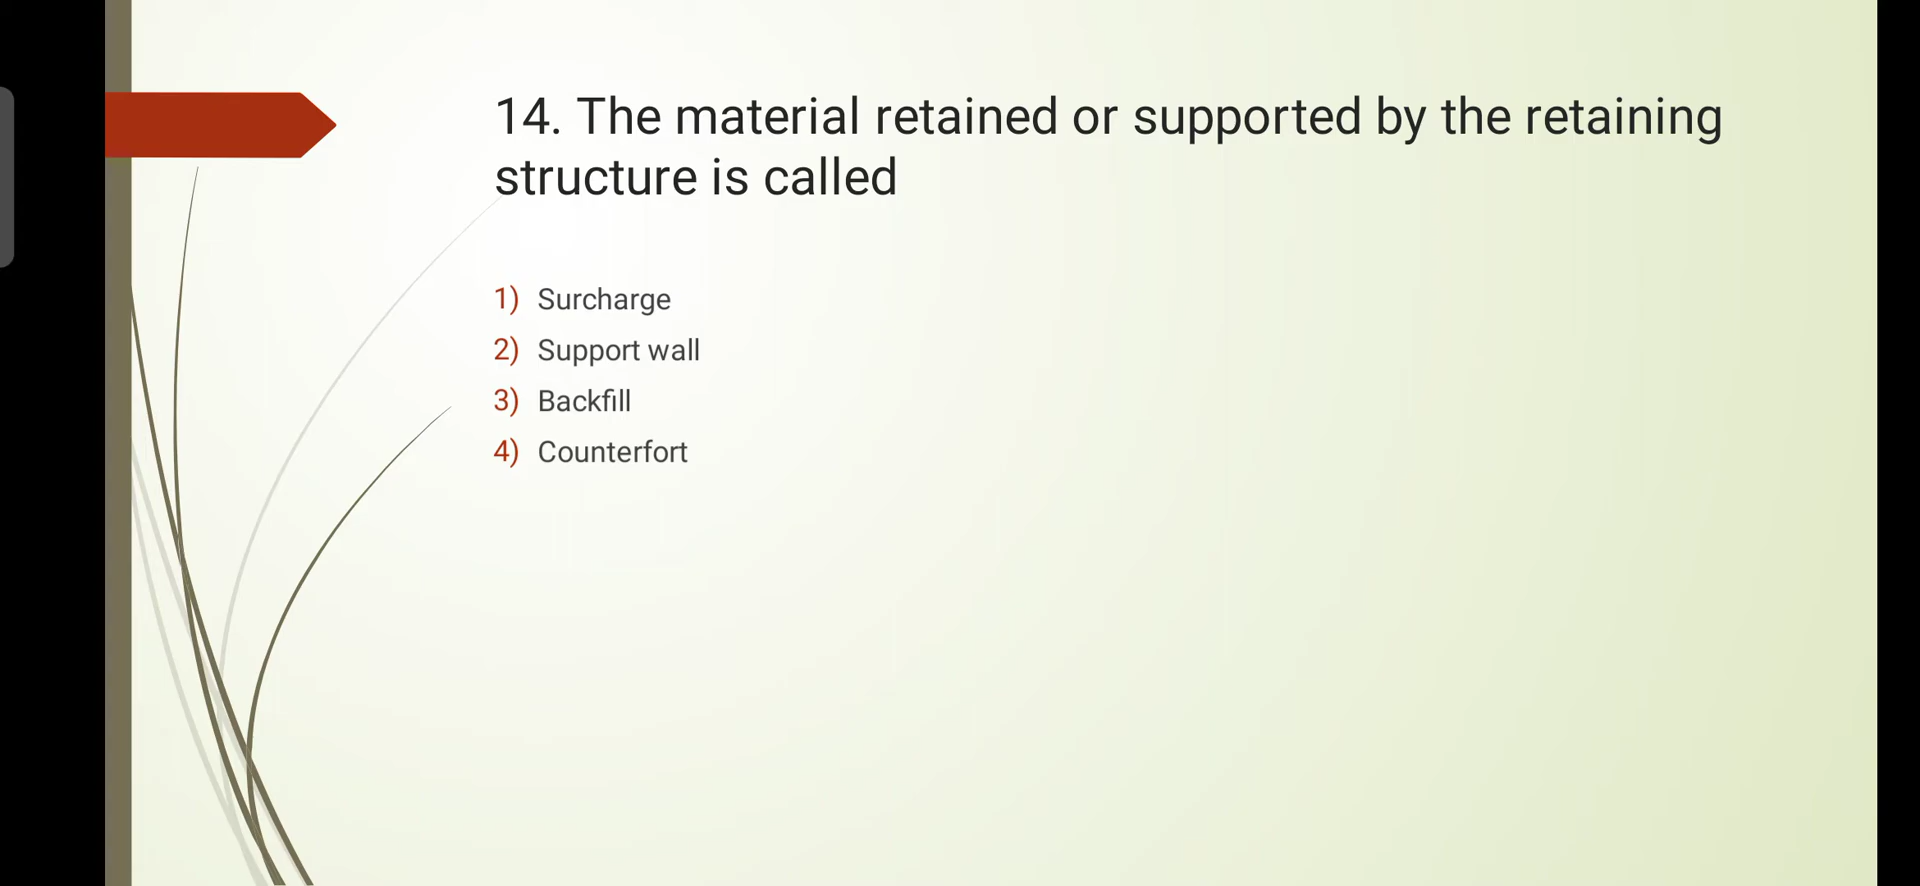 14. The material retained or supported by the retaining
structure is called
1) Surcharge
2) Support wall
3) Backfill
4) Counterfort